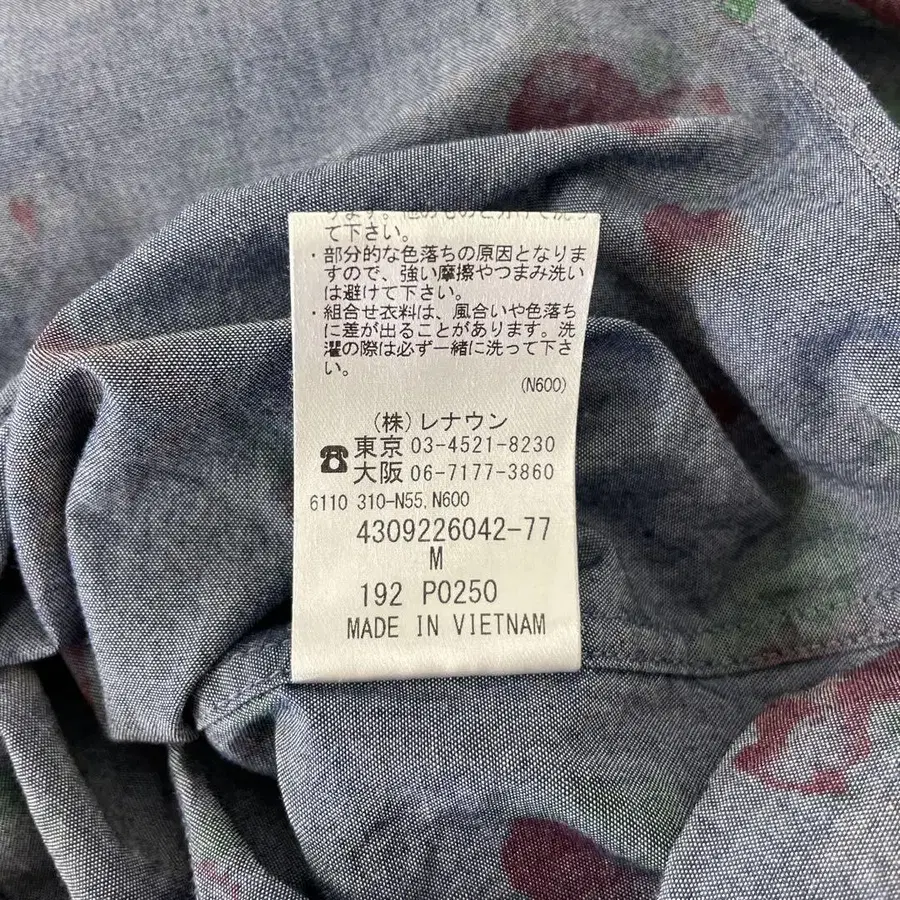 ります。他のものと分けて洗っ
て下さい。
・部分的な色落ちの原因となりま
すので、強い摩擦やつまみ洗い
は避けて下さい。
・組合せ衣料は、風合いや色落ち
に差が出ることがあります。洗
濯の際は必ず一緒に洗って下さ
い。
(N600)
(株)レナウン
☎東京 03-4521-8230
大阪 06-7177-3860
6110 310-N55,N600
4309226042-77
M
192 P0250
MADE IN VIETNAM